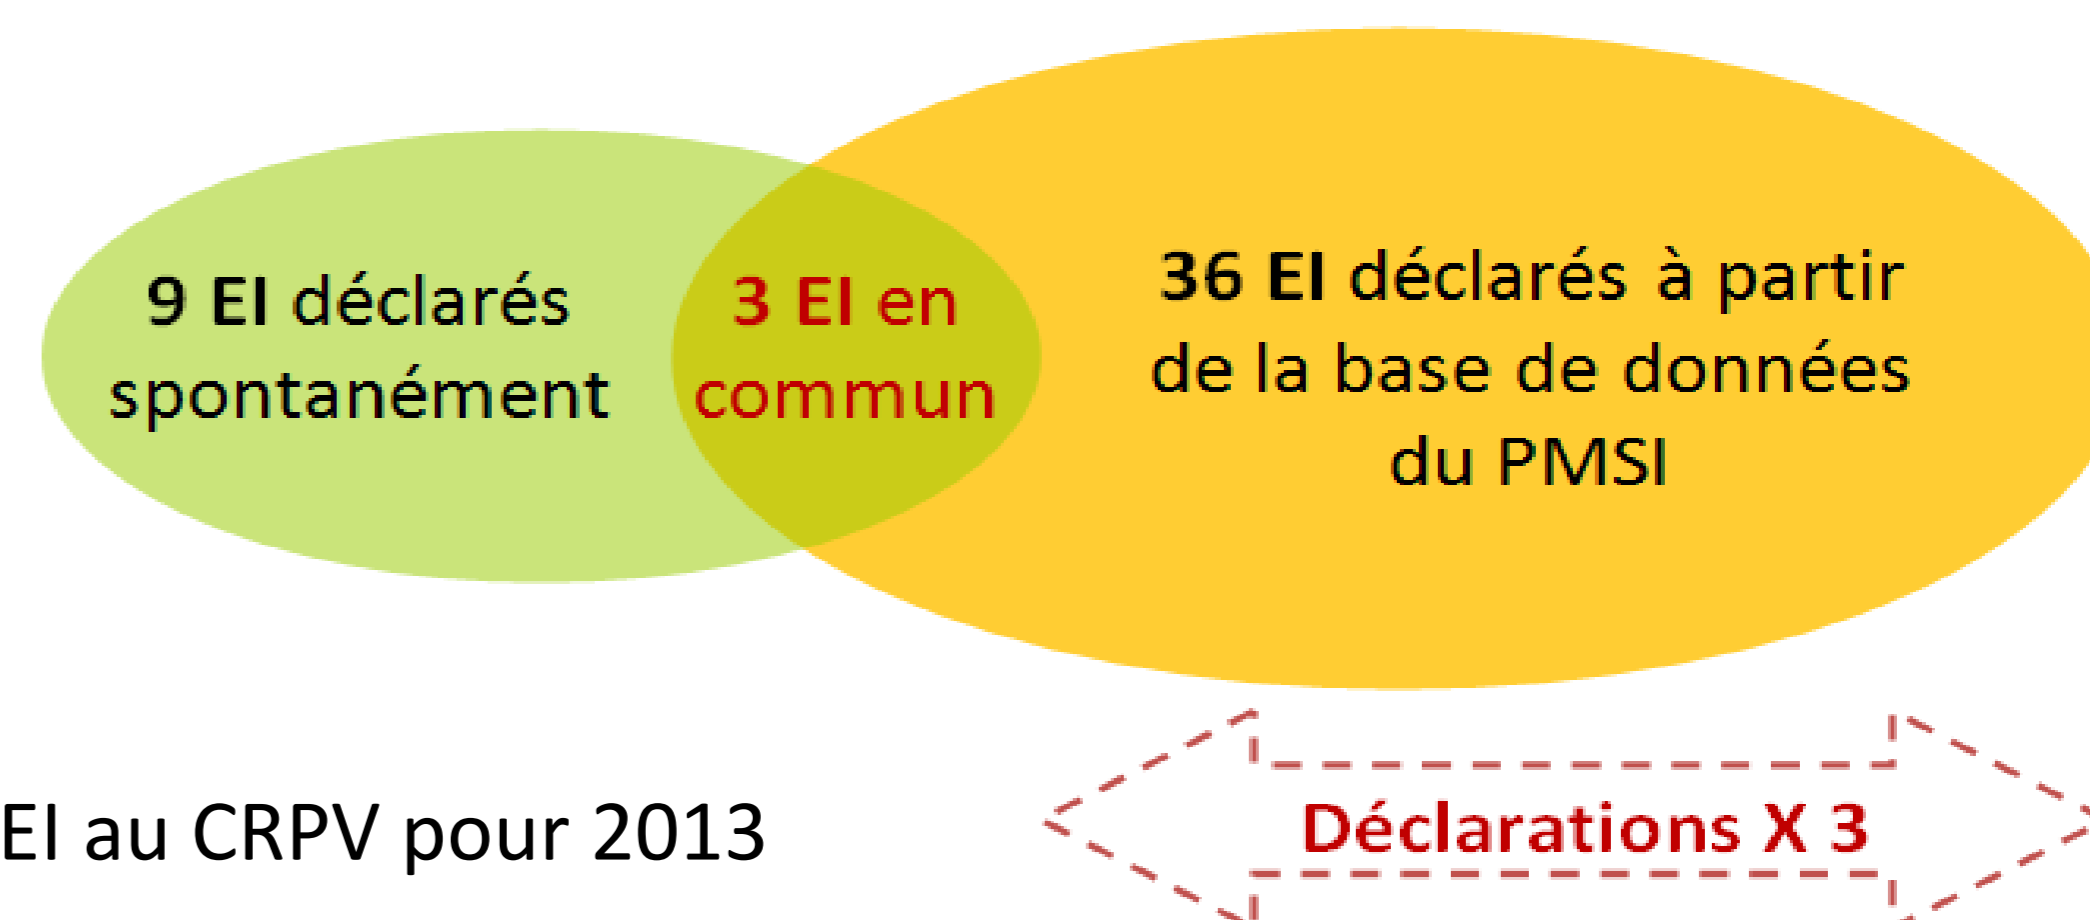 9 EI déclarés
spontanément
3 EI en
commun
36 EI déclarés à partir
de la base de données
du PMSI
EI au CRPV pour 2013
Déclarations X 3